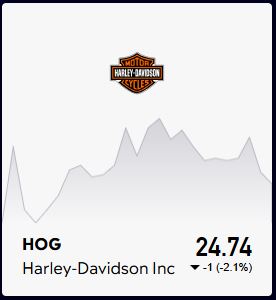 MOTOR
HARLEY-DAVIDSON
CYCLES
HOG
24.74
Harley-Davidson Inc
▼ -1 (-2.1%)